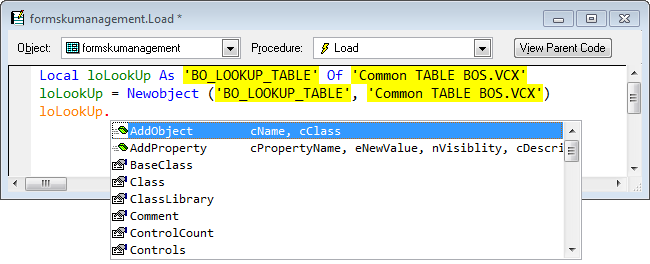 formskumanagement.Load *
Object: formskumanagement Procedure: Load View Parent Code
Local loLookUp As 'BO_LOOKUP_TABLE' Of 'Common TABLE BOS.VCX'
loLookUp = Newobject ('BO_LOOKUP_TABLE', 'Common TABLE BOS.VCX')
loLookUp.
AddObject cName, cClass
AddProperty cPropertyName, eNewValue, nVisiblity, cDescri
BaseClass
Class
ClassLibrary
Comment
ControlCount
Controls